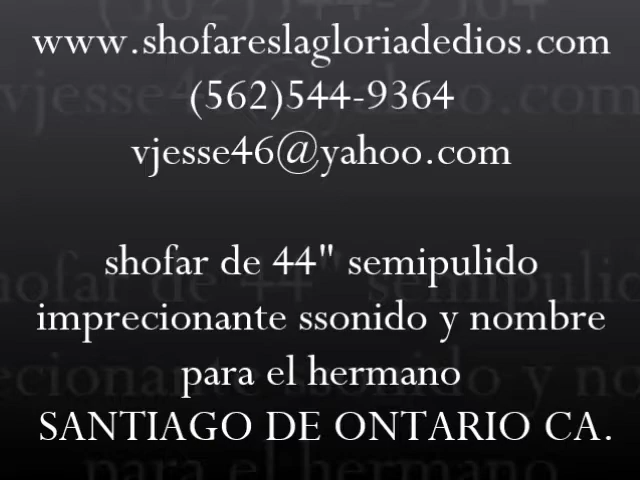 www.shofareslagloriadedios.com
(562)544-9364
vjesse46@yahoo.com
shofar de 44" semipulido
imprecionante ssonido y nombre
para el hermano
SANTIAGO DE ONTARIO CA.